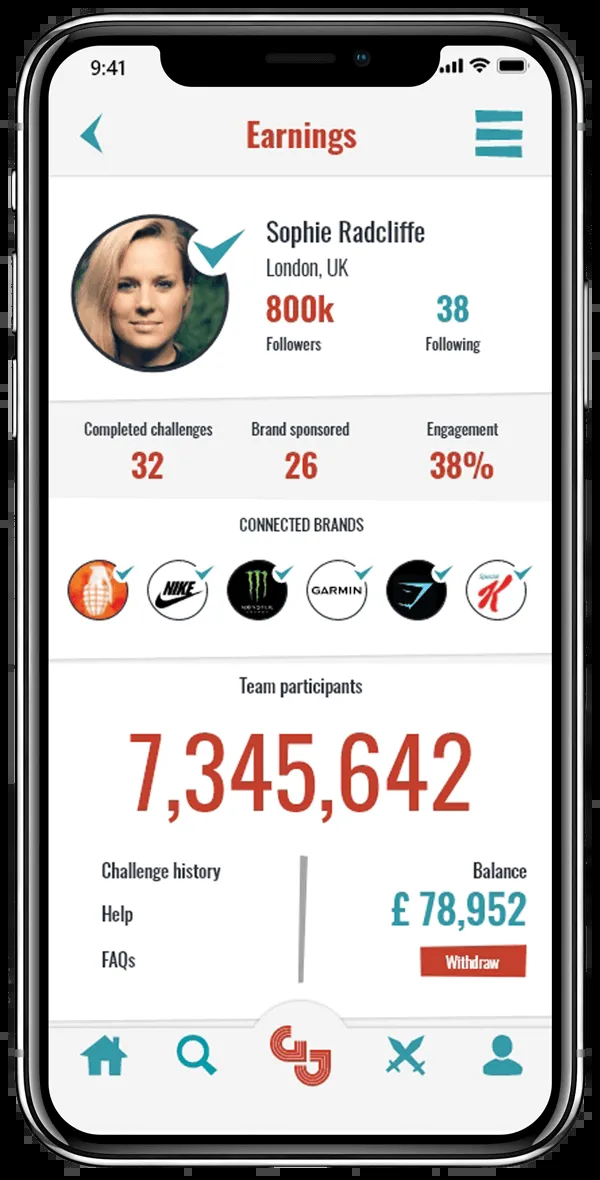 9:41
Earnings
Sophie Radcliffe
London, UK
800k 38
Followers Following
Completed challenges Brand sponsored Engagement
32 26 38%
CONNECTED BRANDS
NIKE GARMIN Special K
Team participants
7,345,642
Challenge history Balance
Help £ 78,952
FAQs Withdraw